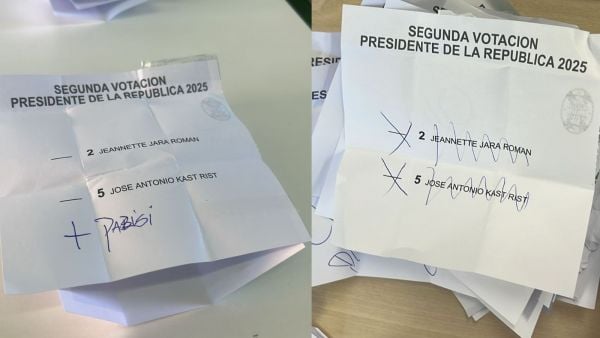 SEGUNDA VOTACION
PRESIDENTE DE LA REPUBLICA 2025
2 JEANNETTE JARA ROMAN
5 JOSE ANTONIO KAST RIST
+ PABiGi
SEGUNDA VOTACION
PRESIDENTE DE LA REPUBLICA 2025
2 JEANNETTE JARA ROMAN
5 JOSE ANTONIO KAST RIST